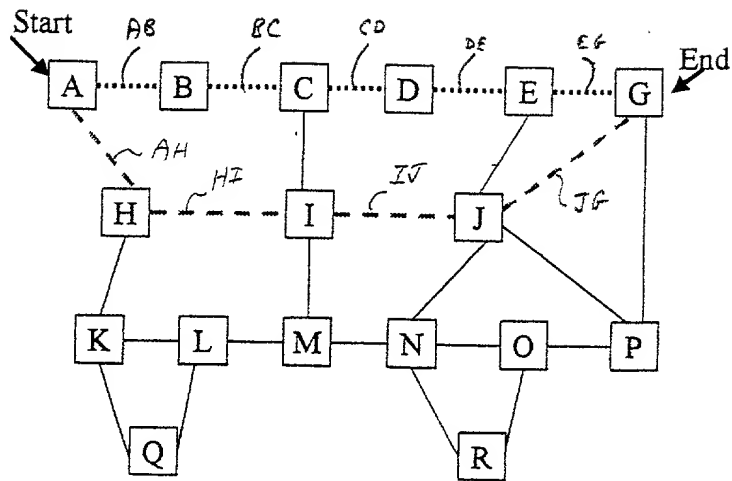 Start
AB BC CD DE EG
End
A B C D E G
AH HI IJ JG
H I J
K L M N O P
Q R